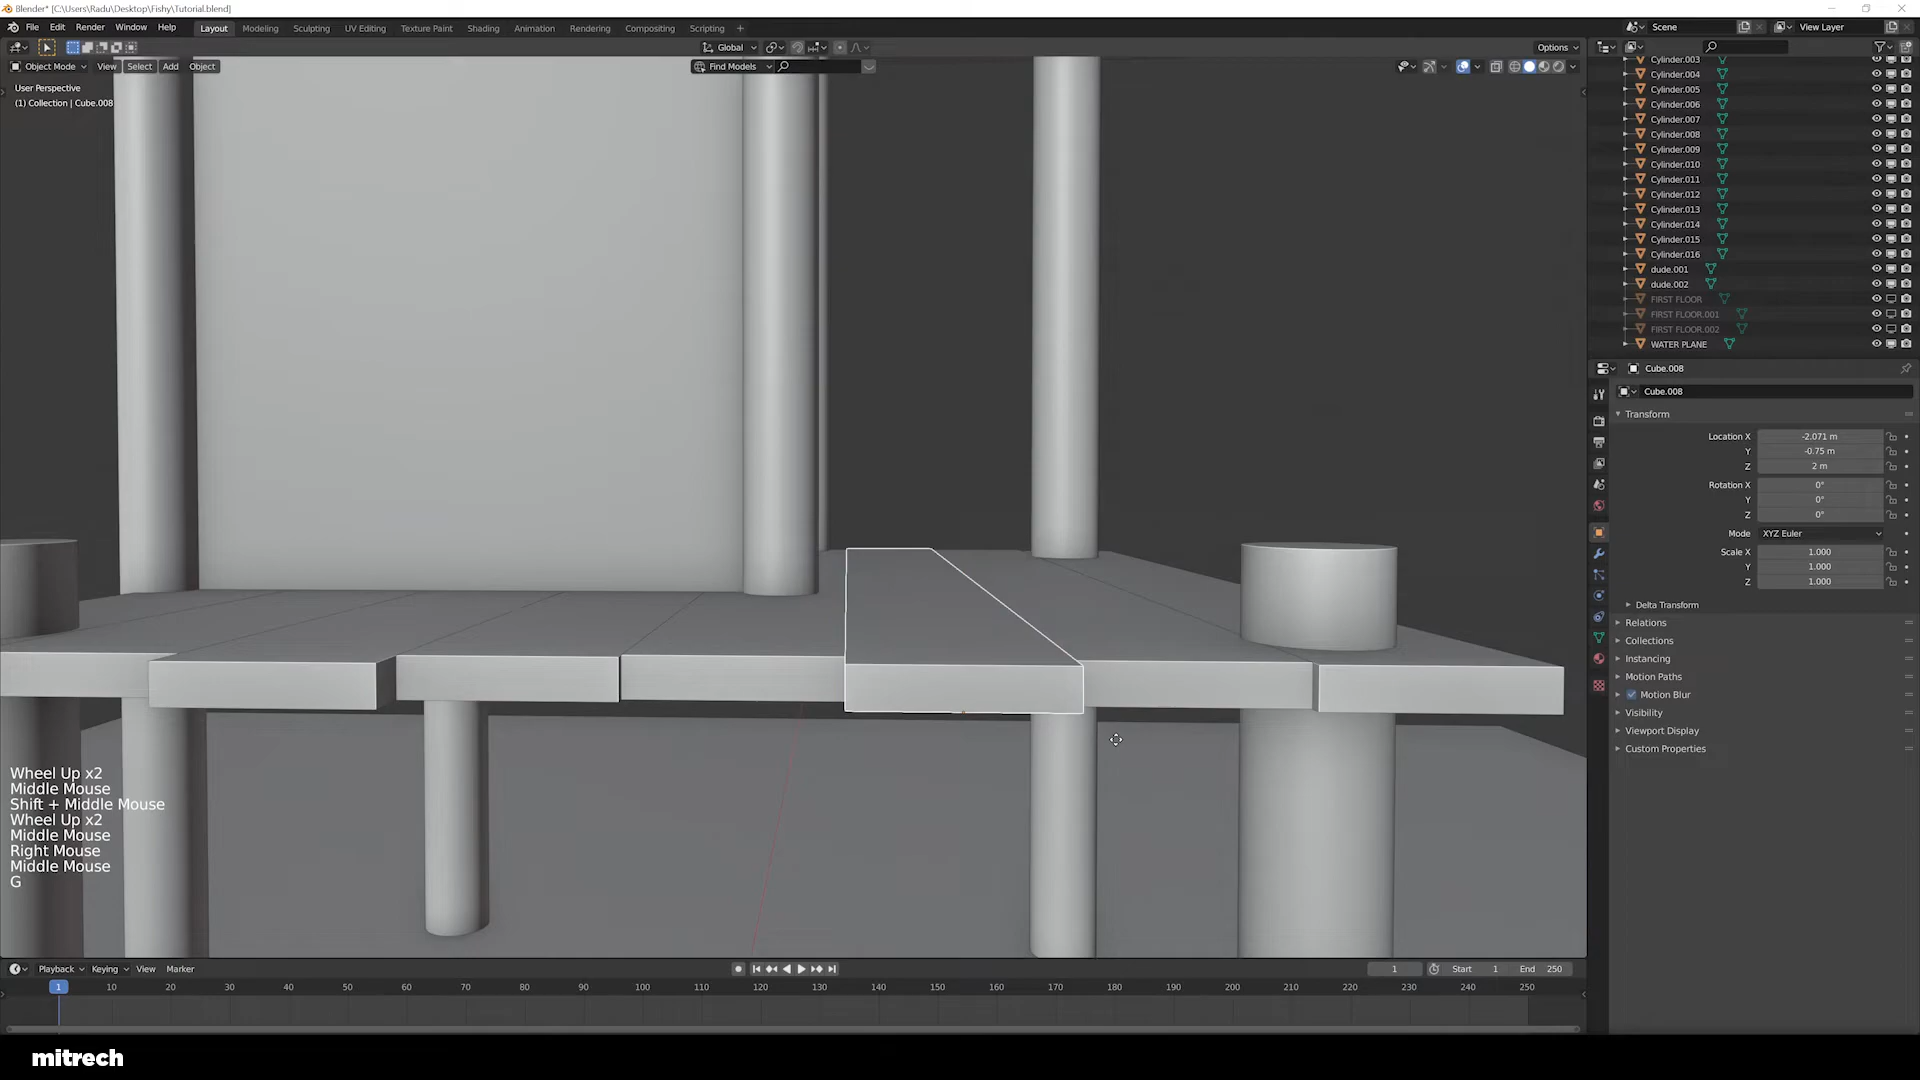 Blender* [C:\Users\Radu\Desktop\Fishy\Tutorial.blend]
File Edit Render Window Help Layout Modeling Sculpting UV Editing Texture Paint Shading Animation Rendering Compositing Scripting + Scene View Layer
Global Options
Object Mode View Select Add Object Find Models
User Perspective
(1) Collection | Cube.008
Cylinder.003
Cylinder.004
Cylinder.005
Cylinder.006
Cylinder.007
Cylinder.008
Cylinder.009
Cylinder.010
Cylinder.011
Cylinder.012
Cylinder.013
Cylinder.014
Cylinder.015
Cylinder.016
dude.001
dude.002
FIRST FLOOR
FIRST FLOOR.001
FIRST FLOOR.002
WATER PLANE
Cube.008
Cube.008
Transform
Location X -2.071 m
Y -0.75 m
Z 2 m
Rotation X 0°
Y 0°
Z 0°
Mode XYZ Euler
Scale X 1.000
Y 1.000
Z 1.000
Delta Transform
Relations
Collections
Instancing
Motion Paths
Motion Blur
Visibility
Viewport Display
Custom Properties
Wheel Up x2
Middle Mouse
Shift + Middle Mouse
Wheel Up x2
Middle Mouse
Right Mouse
Middle Mouse
G
Playback Keying View Marker 1 Start 1 End 250
1 10 20 30 40 50 60 70 80 90 100 110 120 130 140 150 160 170 180 190 200 210 220 230 240 250
mitrech